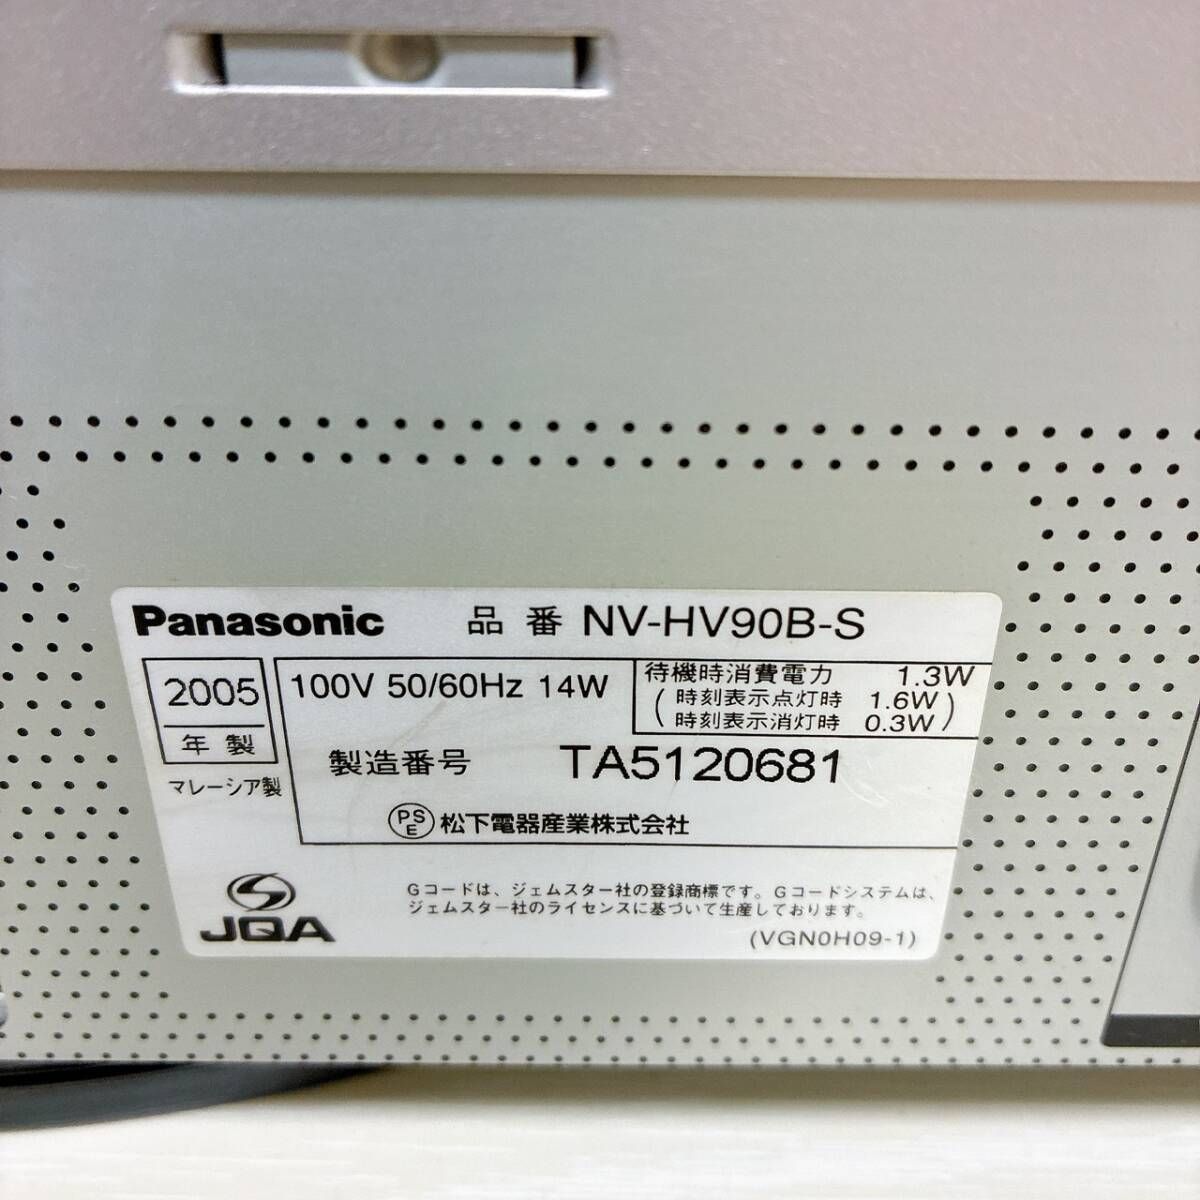 Panasonic 品番 NV-HV90B-S
2005
年製
マレーシア製
100V 50/60Hz 14W
待機時消費電力 1.3W
(時刻表示点灯時 1.6W
時刻表示消灯時 0.3W)
製造番号 TA5120681
PSE 松下電器産業株式会社
JQA
Gコードは、ジェムスター社の登録商標です。Gコードシステムは、
ジェムスター社のライセンスに基づいて生産しております。
(VGN0H09-1)